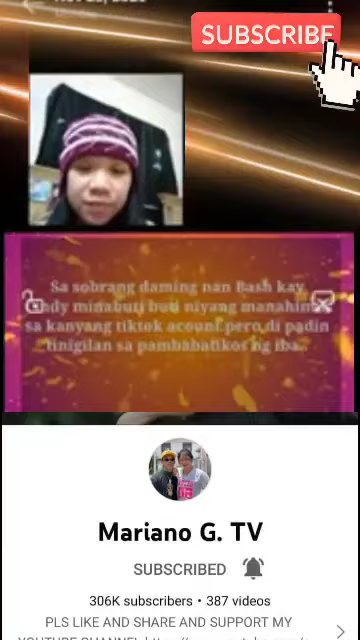 SUBSCRIBE
Sa sobrang daming nan Bash kay
minabuti buti niyang
sa kanyang tiktok acount pero di padin
tinigilan sa pambabatikos ng iba..
Mariano G. TV
SUBSCRIBED
306K subscribers • 387 videos
PLS LIKE AND SHARE AND SUPPORT MY